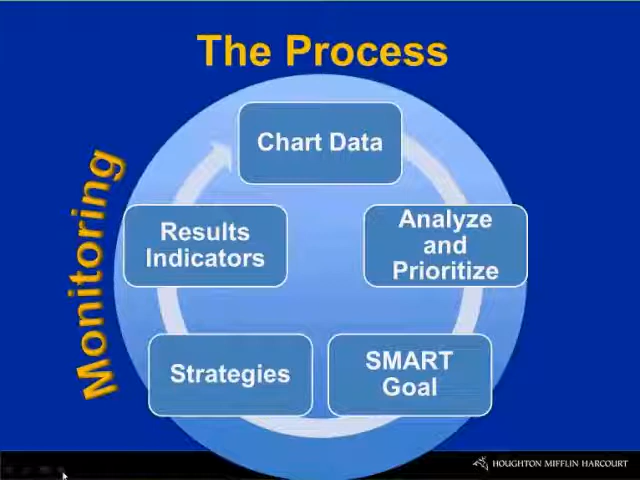 The Process
Monitoring
Chart Data
Analyze
and
Prioritize
SMART
Goal
Strategies
Results
Indicators
HOUGHTON MIFFLIN HARCOURT